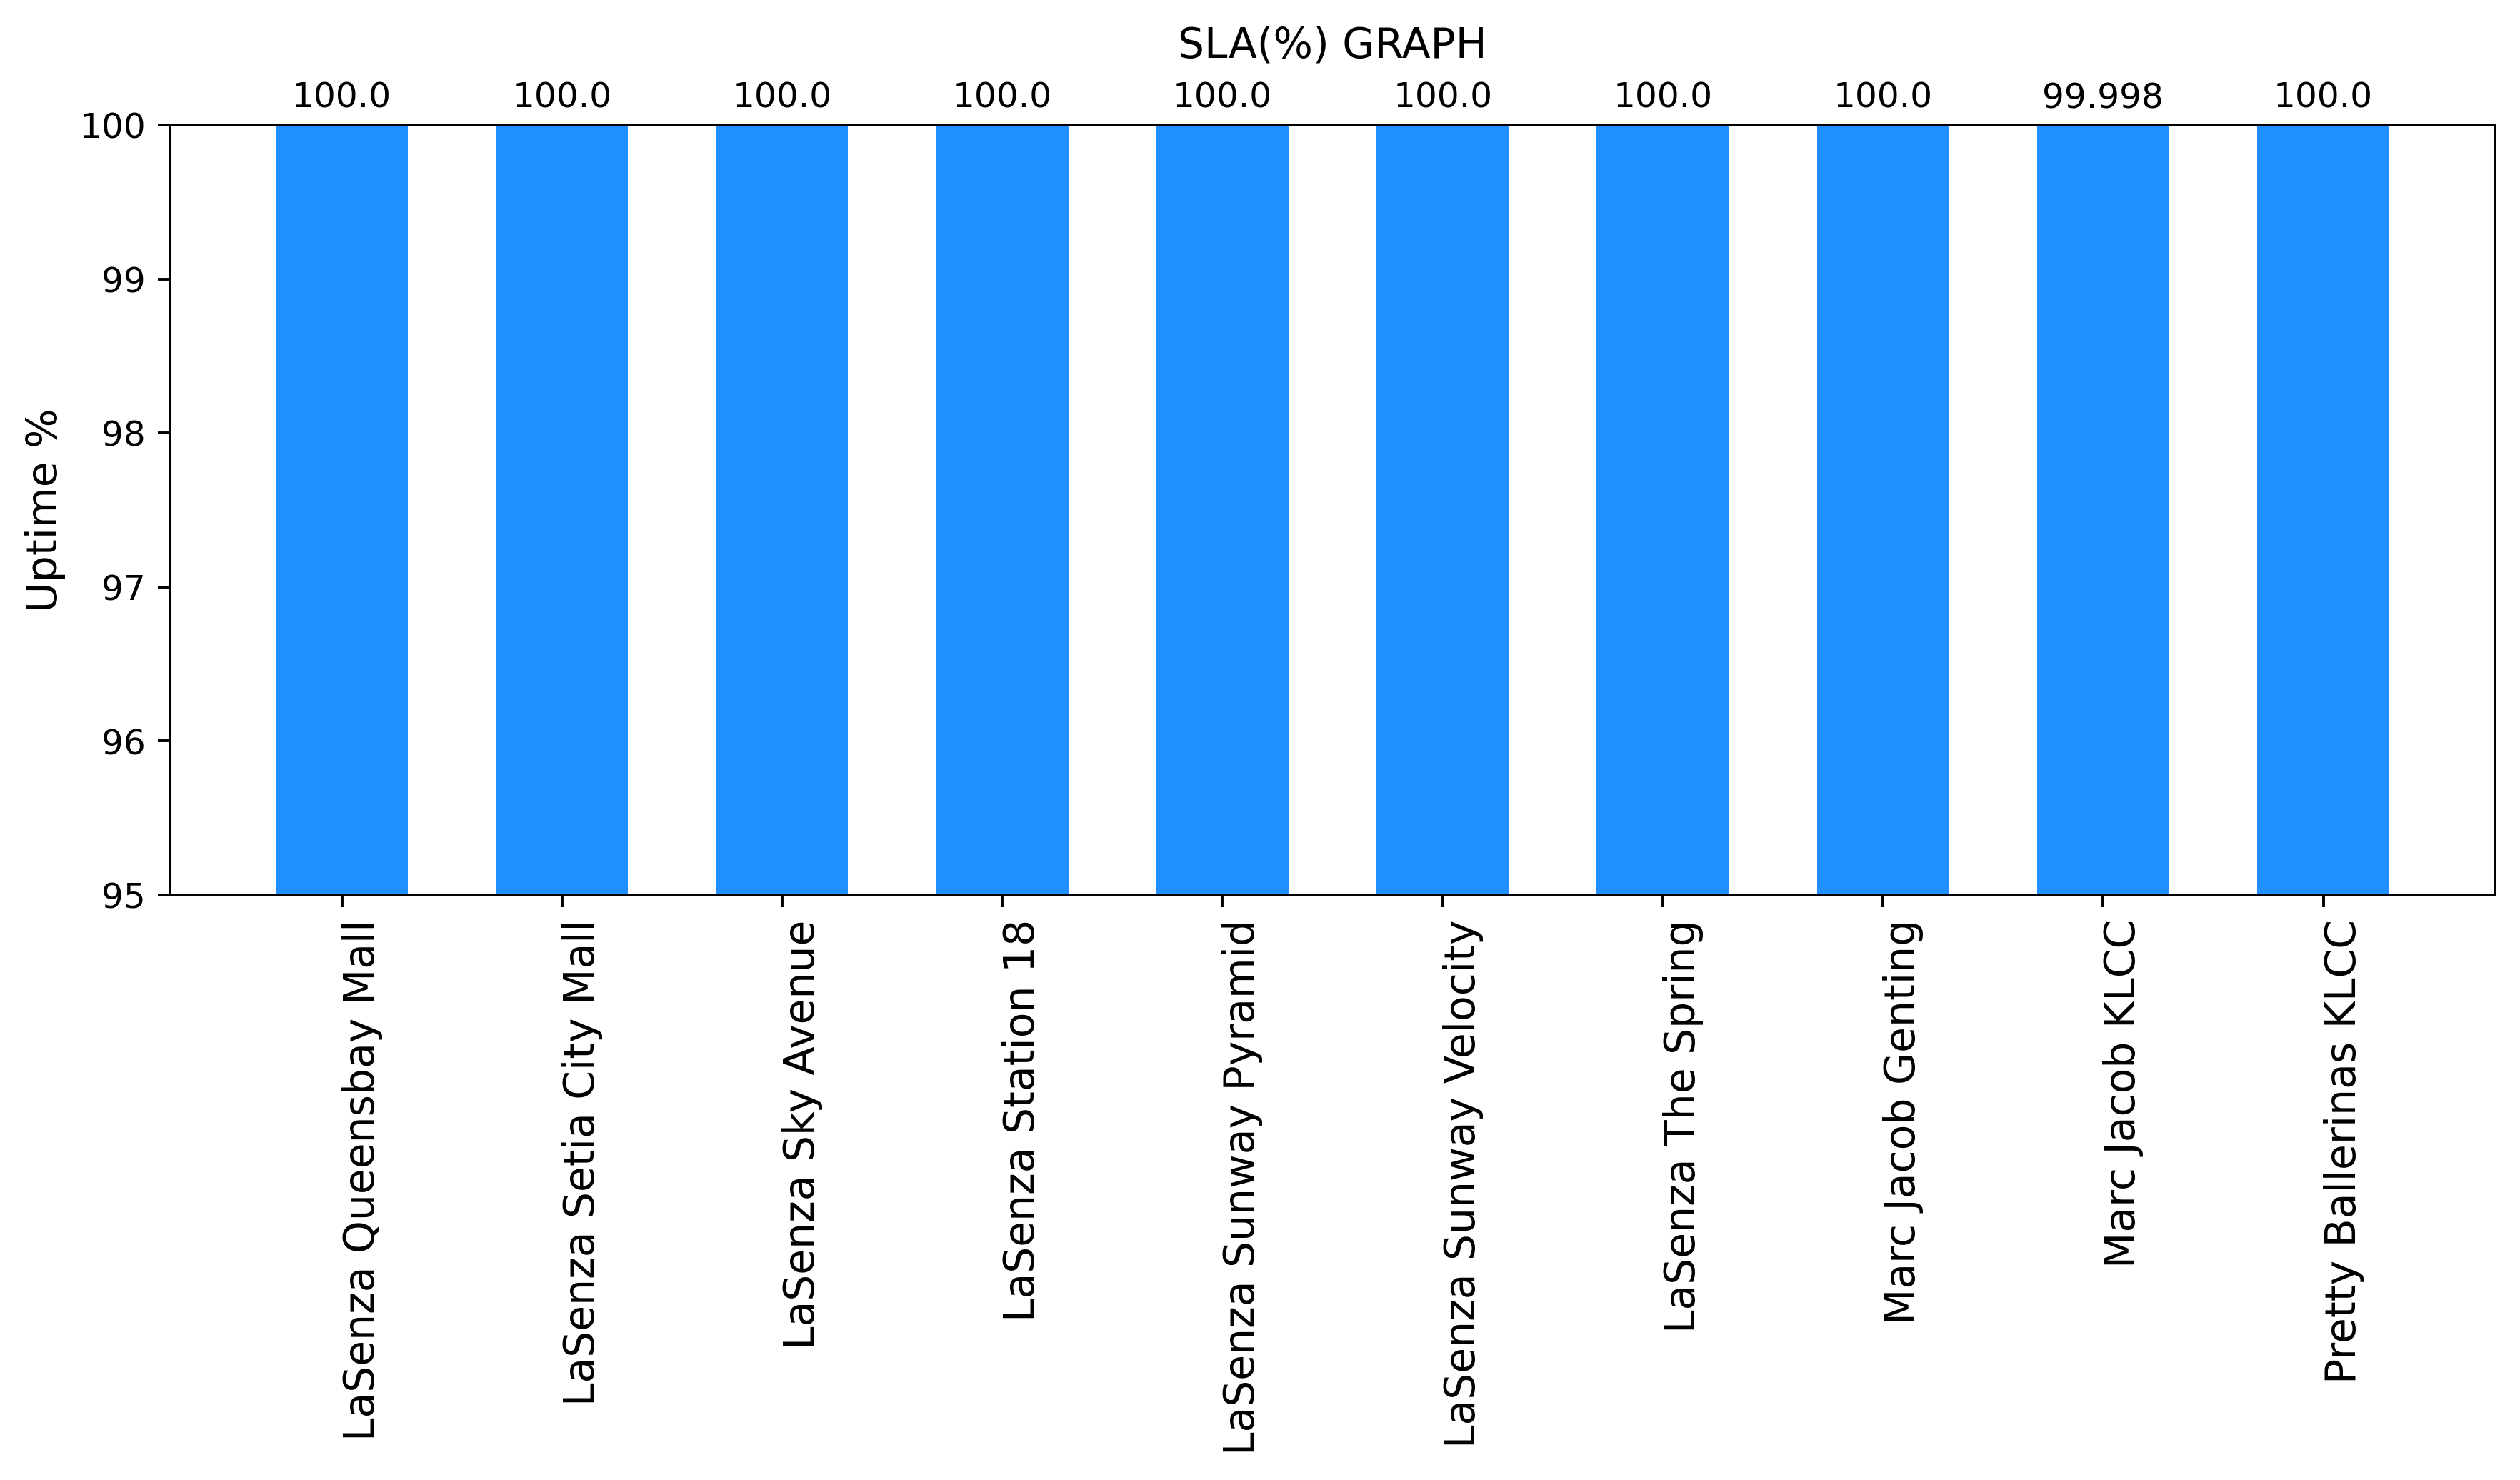 SLA(%) GRAPH
100.0 100.0 100.0 100.0 100.0 100.0 100.0 100.0 99.998 100.0
Uptime %
100
99
98
97
96
95
LaSenza Queensbay Mall
LaSenza Setia City Mall
LaSenza Sky Avenue
LaSenza Station 18
LaSenza Sunway Pyramid
LaSenza Sunway Velocity
LaSenza The Spring
Marc Jacob Genting
Marc Jacob KLCC
Pretty Ballerinas KLCC